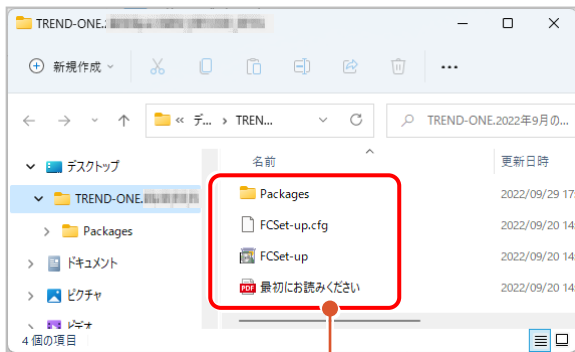 TREND-ONE.
新規作成
« デ... › TREN...
TREND-ONE.2022年9月の...
デスクトップ
TREND-ONE.
Packages
ドキュメント
ピクチャ
ビデオ
名前
更新日時
Packages
2022/09/29 17:
FCSet-up.cfg
2022/09/20 14:
FCSet-up
2022/09/20 14:
PDF 最初にお読みください
2022/09/20 14:
4 個の項目